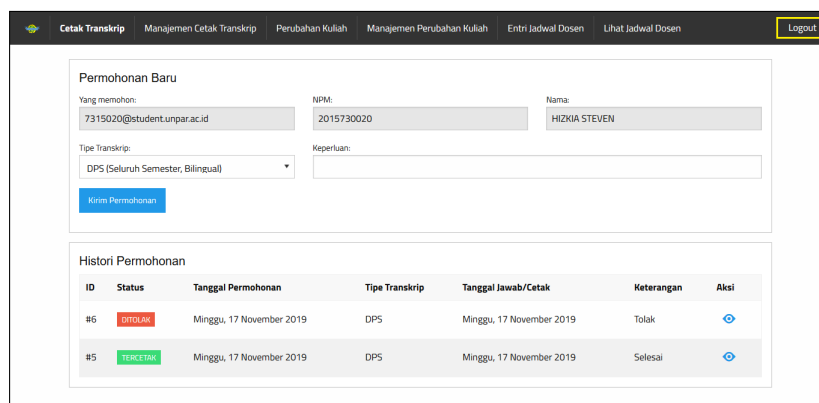 Cetak Transkrip Manajemen Cetak Transkrip Perubahan Kuliah Manajemen Perubahan Kuliah Entri Jadwal Dosen Lihat Jadwal Dosen Logout
Permohonan Baru
Yang memohon: NPM: Nama:
7315020@student.unpar.ac.id 2015730020 HIZKIA STEVEN
Tipe Transkrip: Keperluan:
DPS (Seluruh Semester, Bilingual)
Kirim Permohonan
Histori Permohonan
ID Status Tanggal Permohonan Tipe Transkrip Tanggal Jawab/Cetak Keterangan Aksi
#6 DITOLAK Minggu, 17 November 2019 DPS Minggu, 17 November 2019 Tolak
#5 TERCETAK Minggu, 17 November 2019 DPS Minggu, 17 November 2019 Selesai